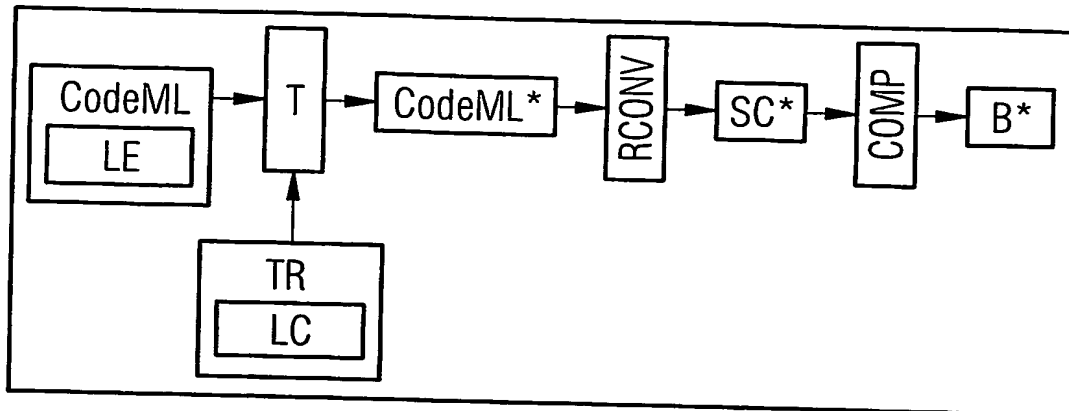 CodeML
LE
T
CodeML*
RCONV
SC*
COMP
B*
TR
LC